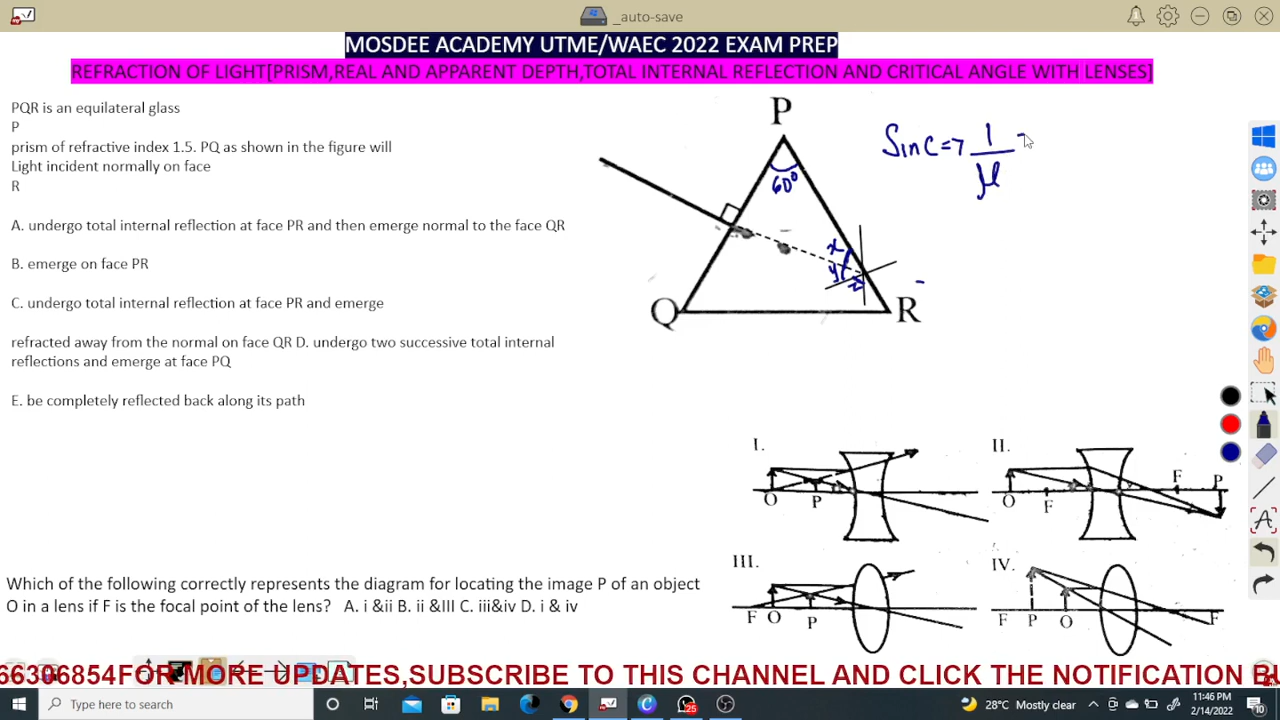 _auto-save
MOSDEE ACADEMY UTME/WAEC 2022 EXAM PREP
REFRACTION OF LIGHT[PRISM,REAL AND APPARENT DEPTH,TOTAL INTERNAL REFLECTION AND CRITICAL ANGLE WITH LENSES]
PQR is an equilateral glass
P
prism of refractive index 1.5. PQ as shown in the figure will
Light incident normally on face
R
A. undergo total internal reflection at face PR and then emerge normal to the face QR
B. emerge on face PR
C. undergo total internal reflection at face PR and emerge
refracted away from the normal on face QR D. undergo two successive total internal
reflections and emerge at face PQ
E. be completely reflected back along its path
P
60°
x
y
z
Q
R
Sin C => 1/μ
I.
O
P
II.
O
F
F
P
III.
F
O
P
IV.
F
P
O
F
Which of the following correctly represents the diagram for locating the image P of an object
O in a lens if F is the focal point of the lens? A. i &ii B. ii &III C. iii&iv D. i & iv
66306854FOR MORE UPDATES,SUBSCRIBE TO THIS CHANNEL AND CLICK THE NOTIFICATION B
Type here to search
25
28°C Mostly clear
11:46 PM
2/14/2022
10